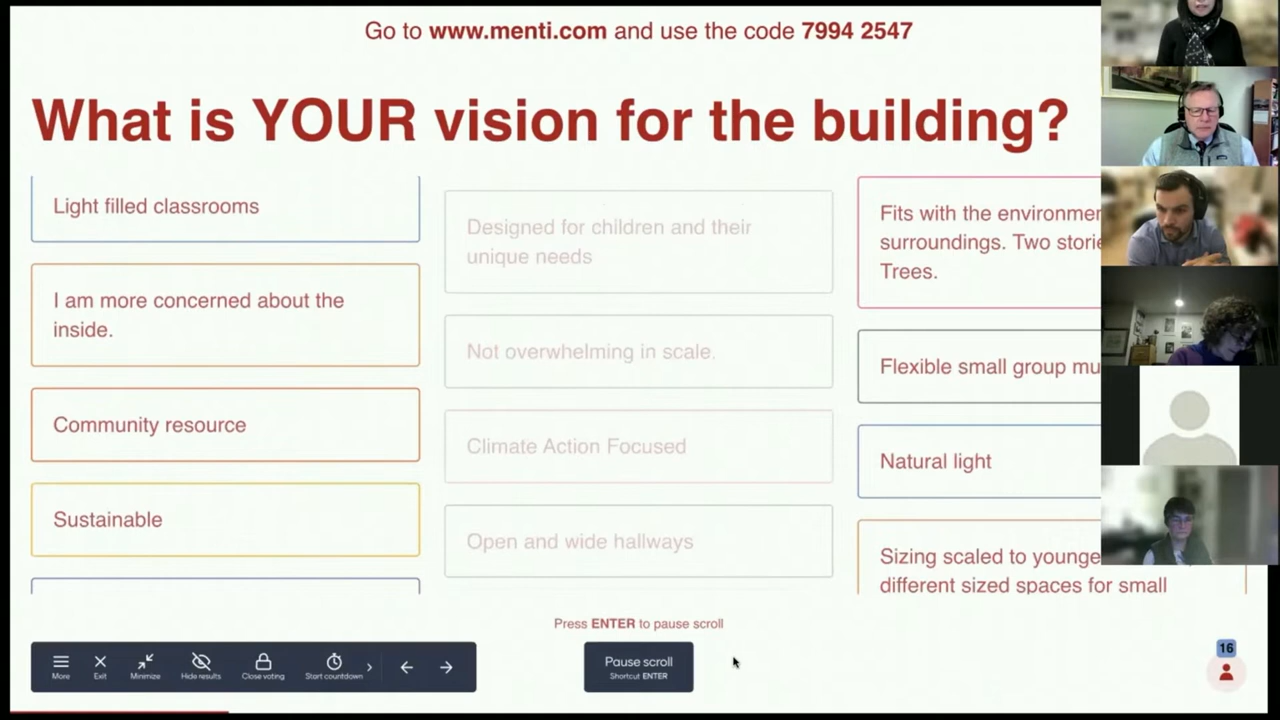 Go to www.menti.com and use the code 7994 2547
What is YOUR vision for the building?
Light filled classrooms
I am more concerned about the
inside.
Community resource
Sustainable
Designed for children and their
unique needs
Not overwhelming in scale.
Climate Action Focused
Open and wide hallways
Fits with the
surroundings. Two
Trees.
Flexible small group
Natural light
Sizing scaled to
different sized spaces for small
Press ENTER to pause scroll
More
Exit
Minimize
Hide results
Close voting
Start countdown
Pause scroll
Shortcut ENTER
16